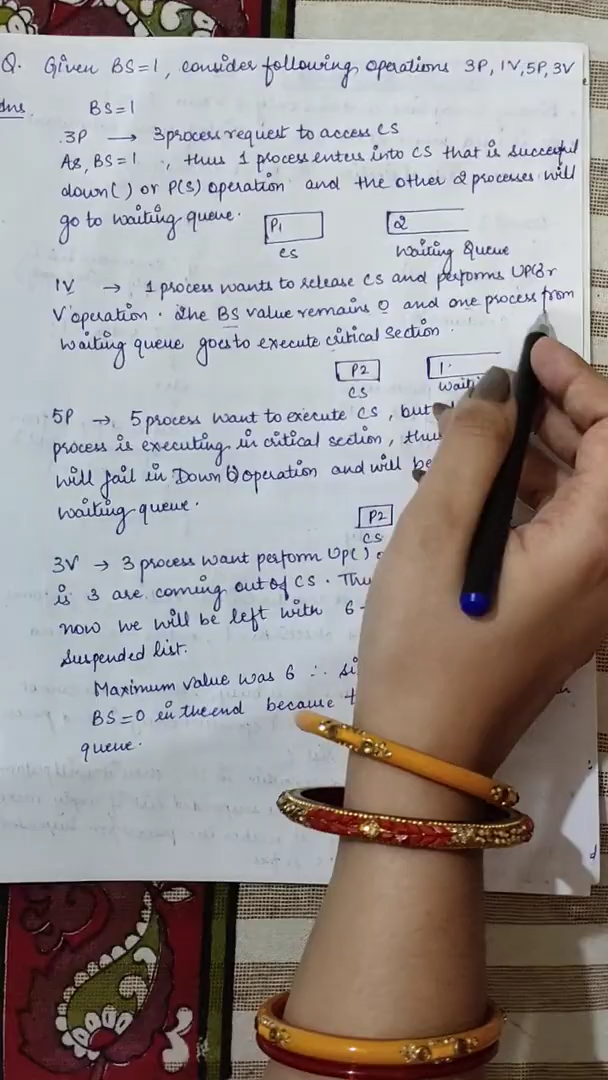 Q. Given BS=1, consider following operations 3P, 1V, 5P, 3V
Ans. BS=1
3P → 3 process request to access CS
As, BS=1, thus 1 process enters into CS that is succesful
down() or P(S) operation and the other 2 processes will
go to waiting queue.
P1 2
CS Waiting Queue
1V → 1 process wants to release CS and performs UP() or
V operation. The BS value remains 0 and one process from
waiting queue goes to execute critical section.
P2 1
CS
5P → 5 process want to execute CS, but
process is executing in critical section,
will fail in Down() operation and will be
waiting queue.
P2
CS
3V → 3 process want perform Up()
is 3 are coming out of CS.
now we will be left with 6-
suspended list.
Maximum value was 6 ∴
BS=0 in the end because
queue.